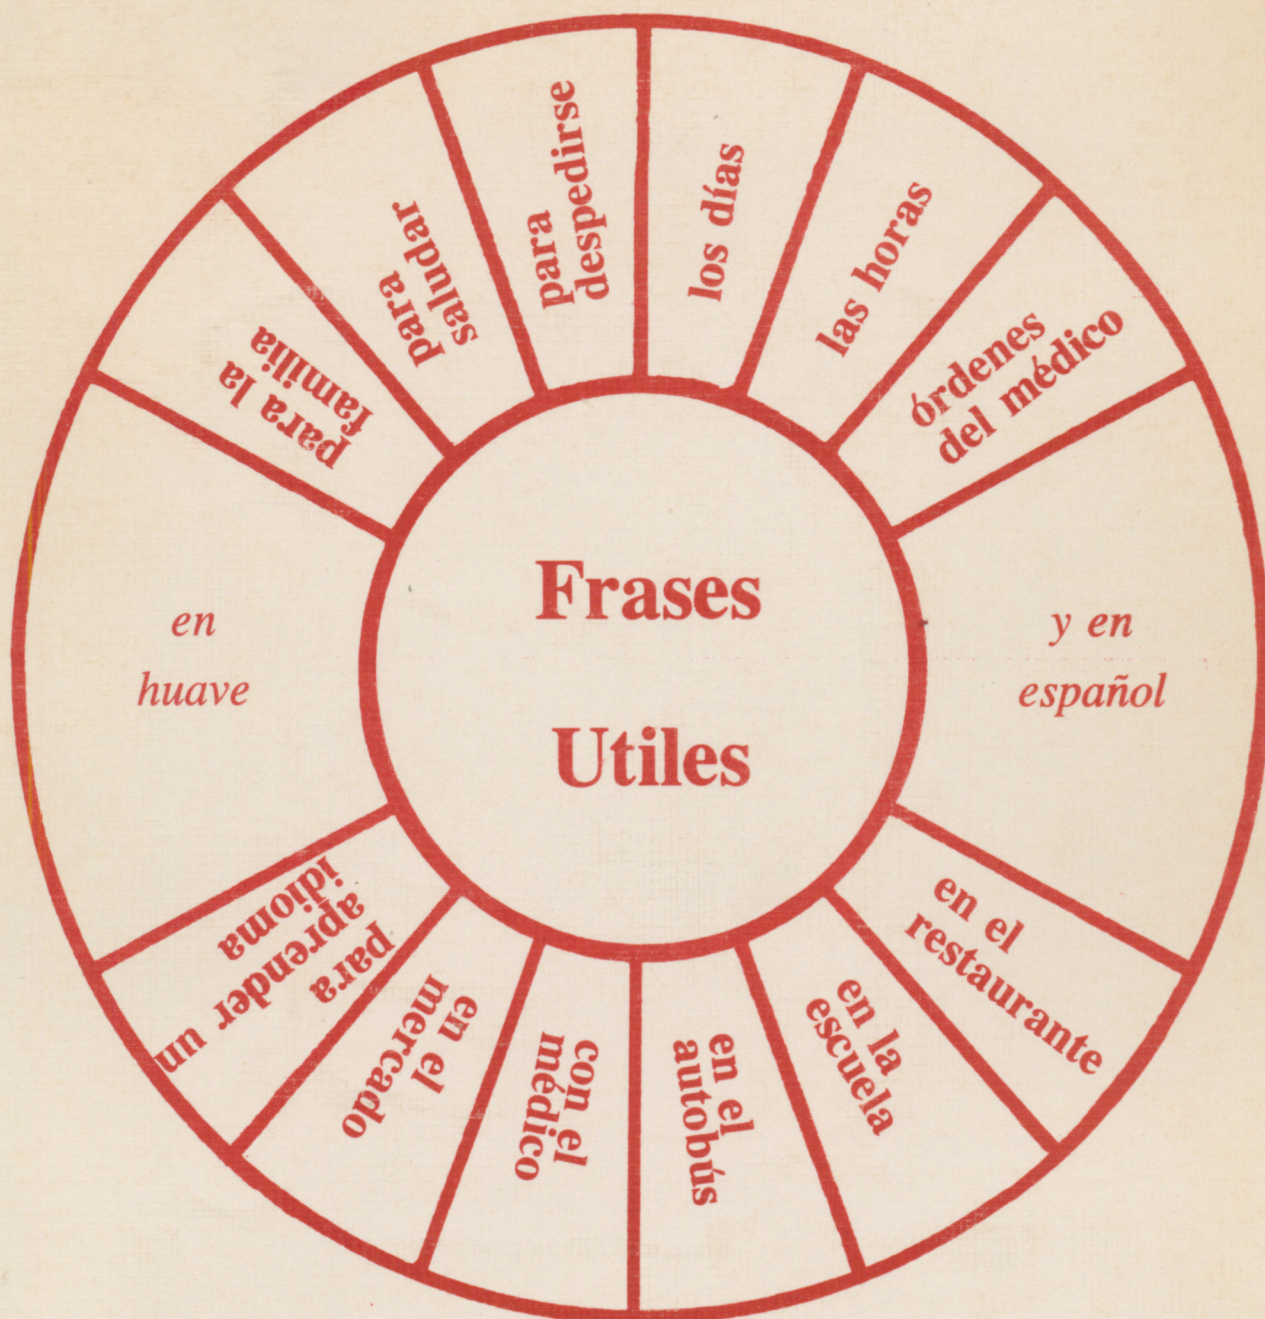 Frases
Utiles
en
huave
para la
familia
para
saludar
para
despedirse
los días
las horas
órdenes
del médico
y en
español
en el
restaurante
en la
escuela
en el
autobús
con el
médico
en el
mercado
para
aprender un
idioma